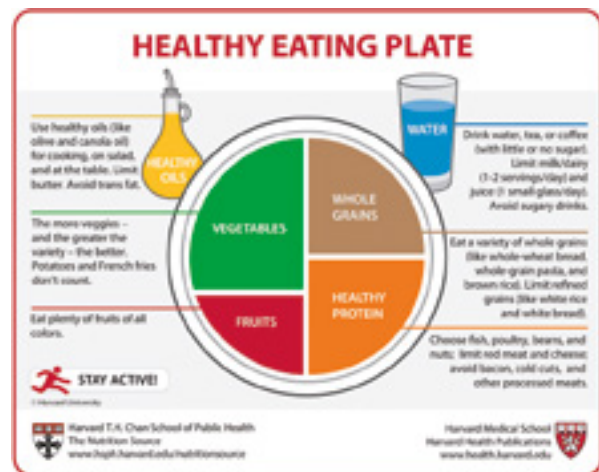 HEALTHY EATING PLATE
Use healthy oils (like
olive and canola oil)
for cooking, on salad,
and at the table. Limit
butter. Avoid trans fat.
HEALTHY
OILS
The more veggies –
and the greater the
variety – the better.
Potatoes and French fries
don't count.
Eat plenty of fruits of all
colors.
VEGETABLES
FRUITS
WHOLE
GRAINS
HEALTHY
PROTEIN
WATER
Drink water, tea, or coffee
(with little or no sugar).
Limit milk/dairy
(1-2 servings/day) and
juice (1 small glass/day).
Avoid sugary drinks.
Eat a variety of whole grains
(like whole-wheat bread,
whole-grain pasta, and
brown rice). Limit refined
grains (like white rice
and white bread).
Choose fish, poultry, beans, and
nuts; limit red meat and cheese;
avoid bacon, cold cuts, and
other processed meats.
STAY ACTIVE!
© Harvard University
Harvard T.H. Chan School of Public Health
The Nutrition Source
www.hsph.harvard.edu/nutritionsource
Harvard Medical School
Harvard Health Publications
www.health.harvard.edu